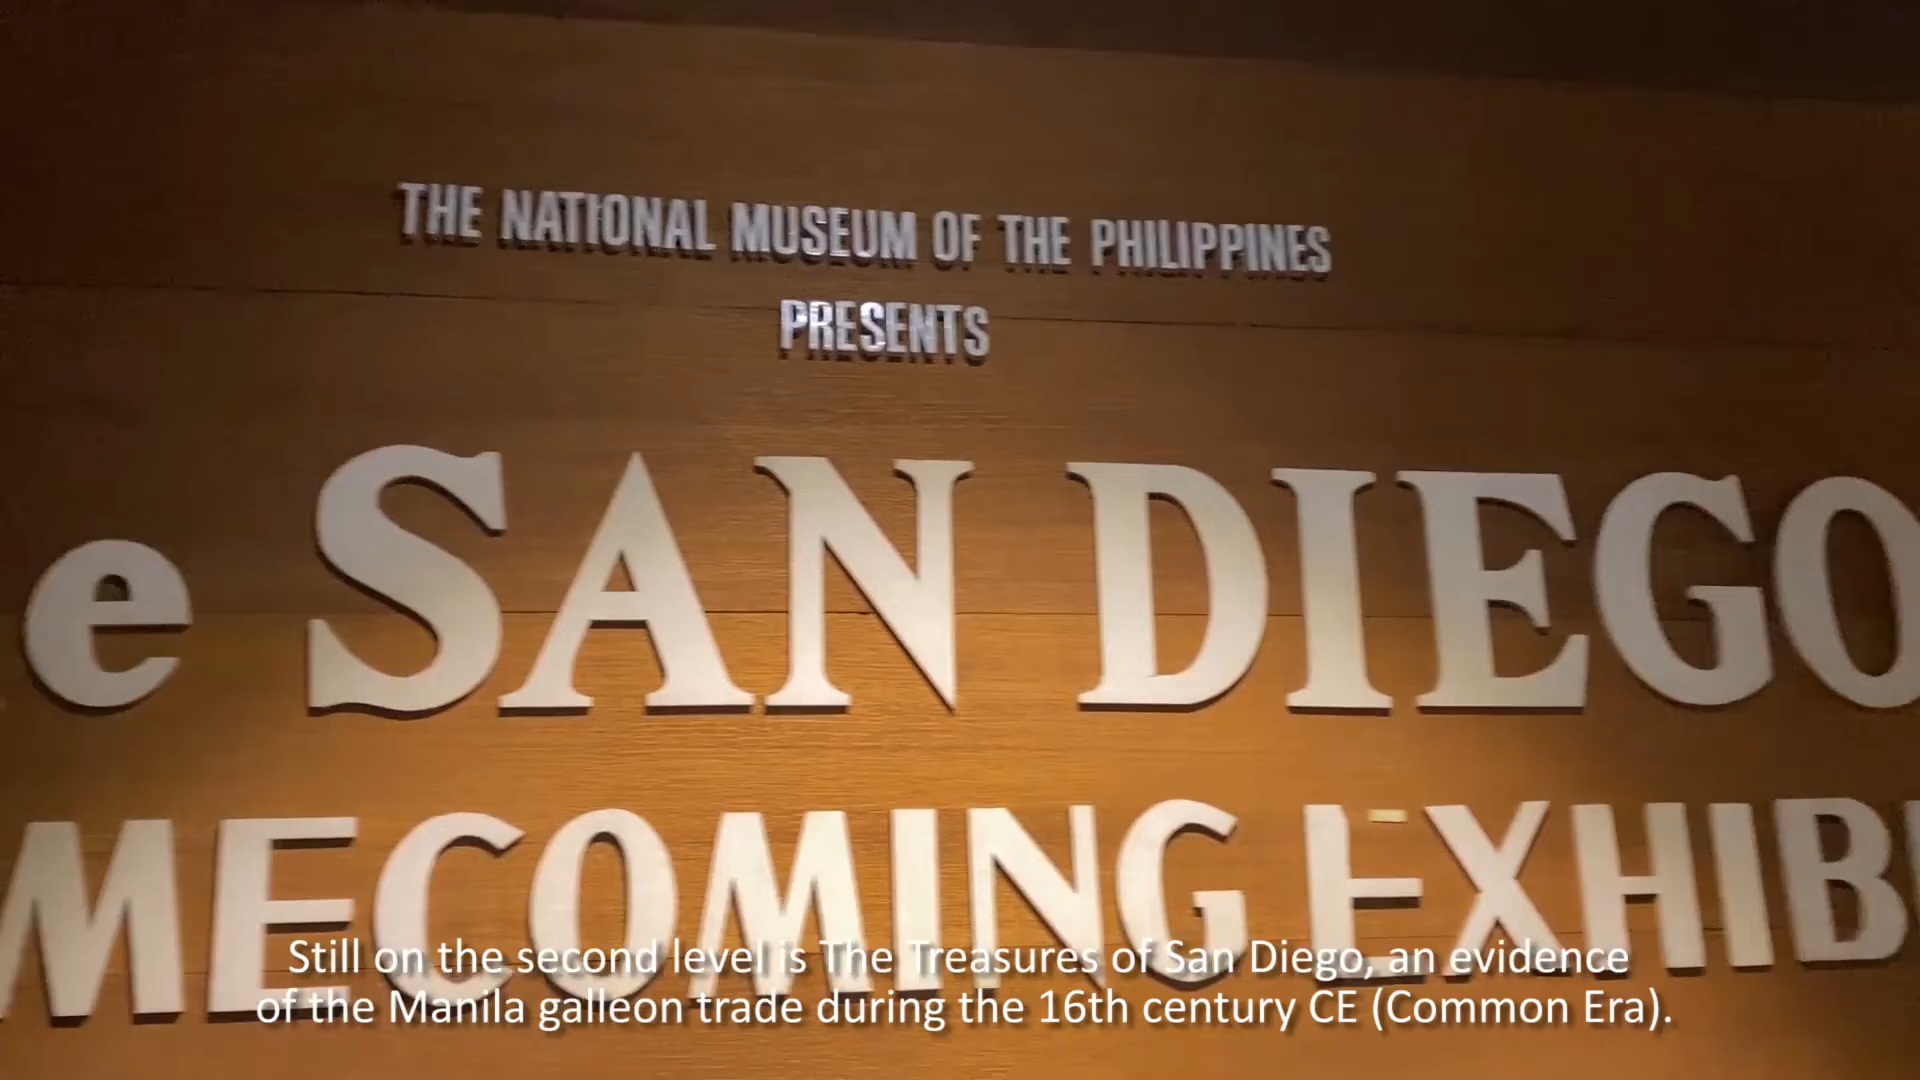 THE NATIONAL MUSEUM OF THE PHILIPPINES
PRESENTS
e SAN DIEGO
MECOMING EXHIB
Still on the second level is The Treasures of San Diego, an evidence
of the Manila galleon trade during the 16th century CE (Common Era).